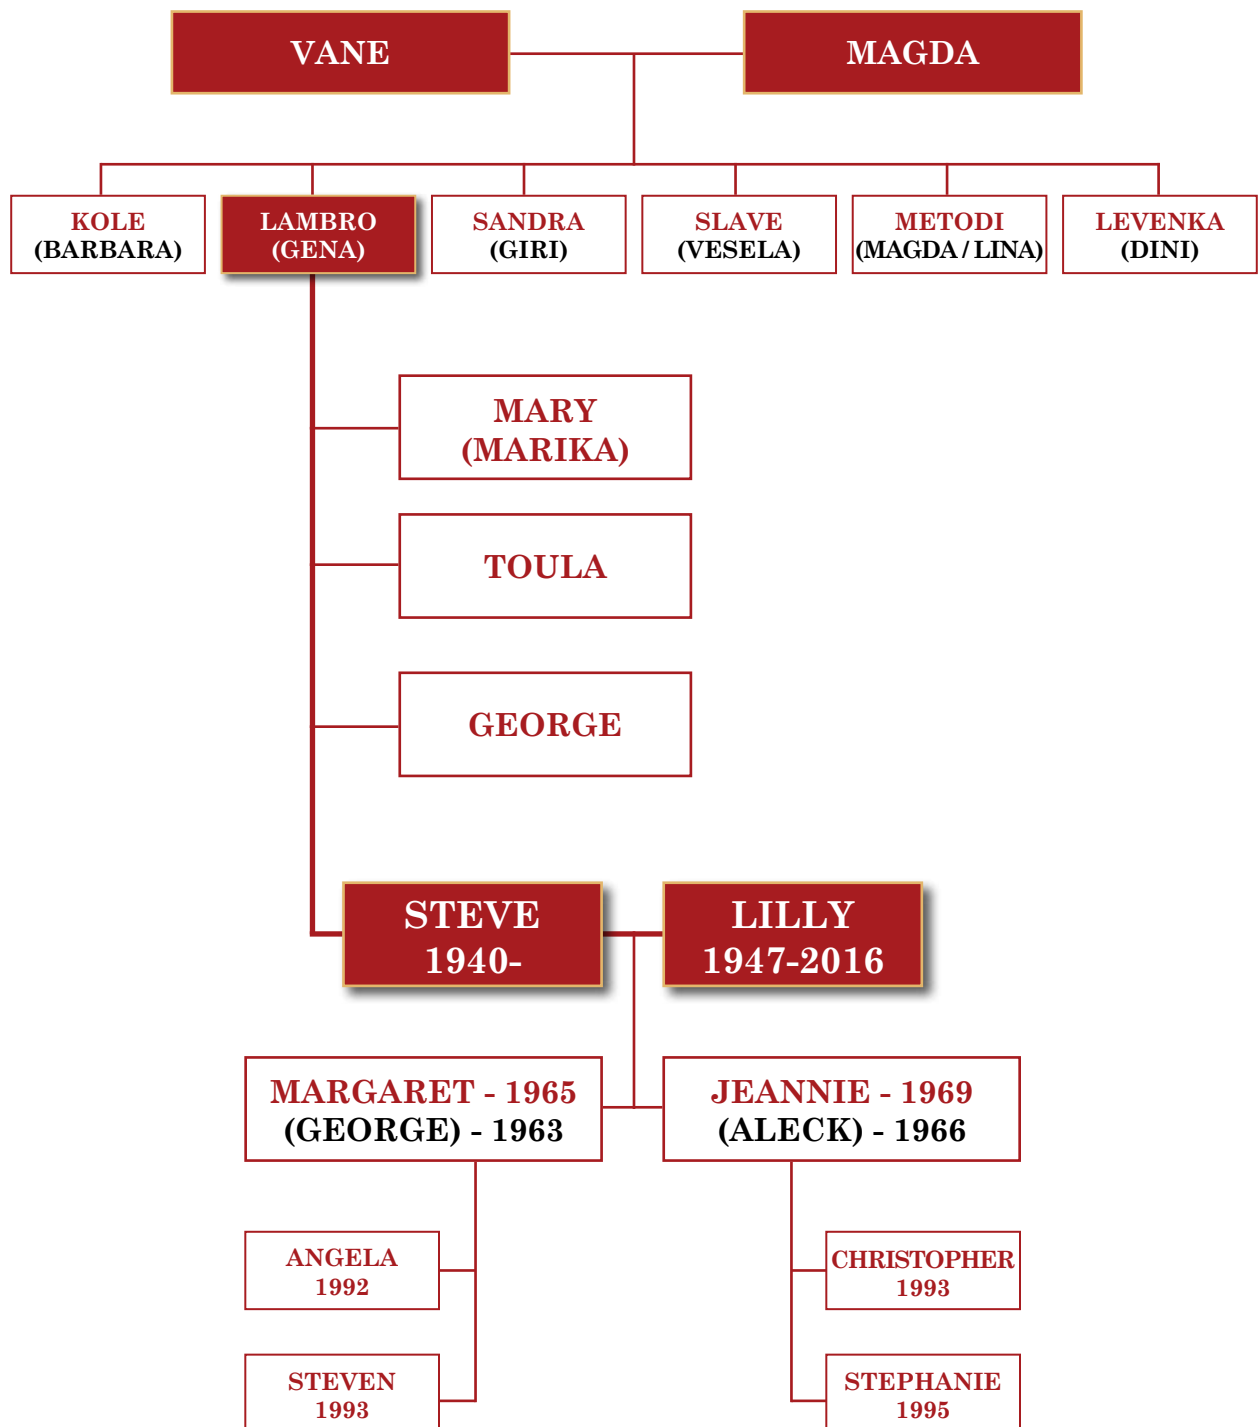 VANE
MAGDA
KOLE
(BARBARA)
LAMBRO
(GENA)
SANDRA
(GIRI)
SLAVE
(VESELA)
METODI
(MAGDA / LINA)
LEVENKA
(DINI)
MARY
(MARIKA)
TOULA
GEORGE
STEVE
1940-
LILLY
1947-2016
MARGARET - 1965
(GEORGE) - 1963
JEANNIE - 1969
(ALECK) - 1966
ANGELA
1992
CHRISTOPHER
1993
STEVEN
1993
STEPHANIE
1995